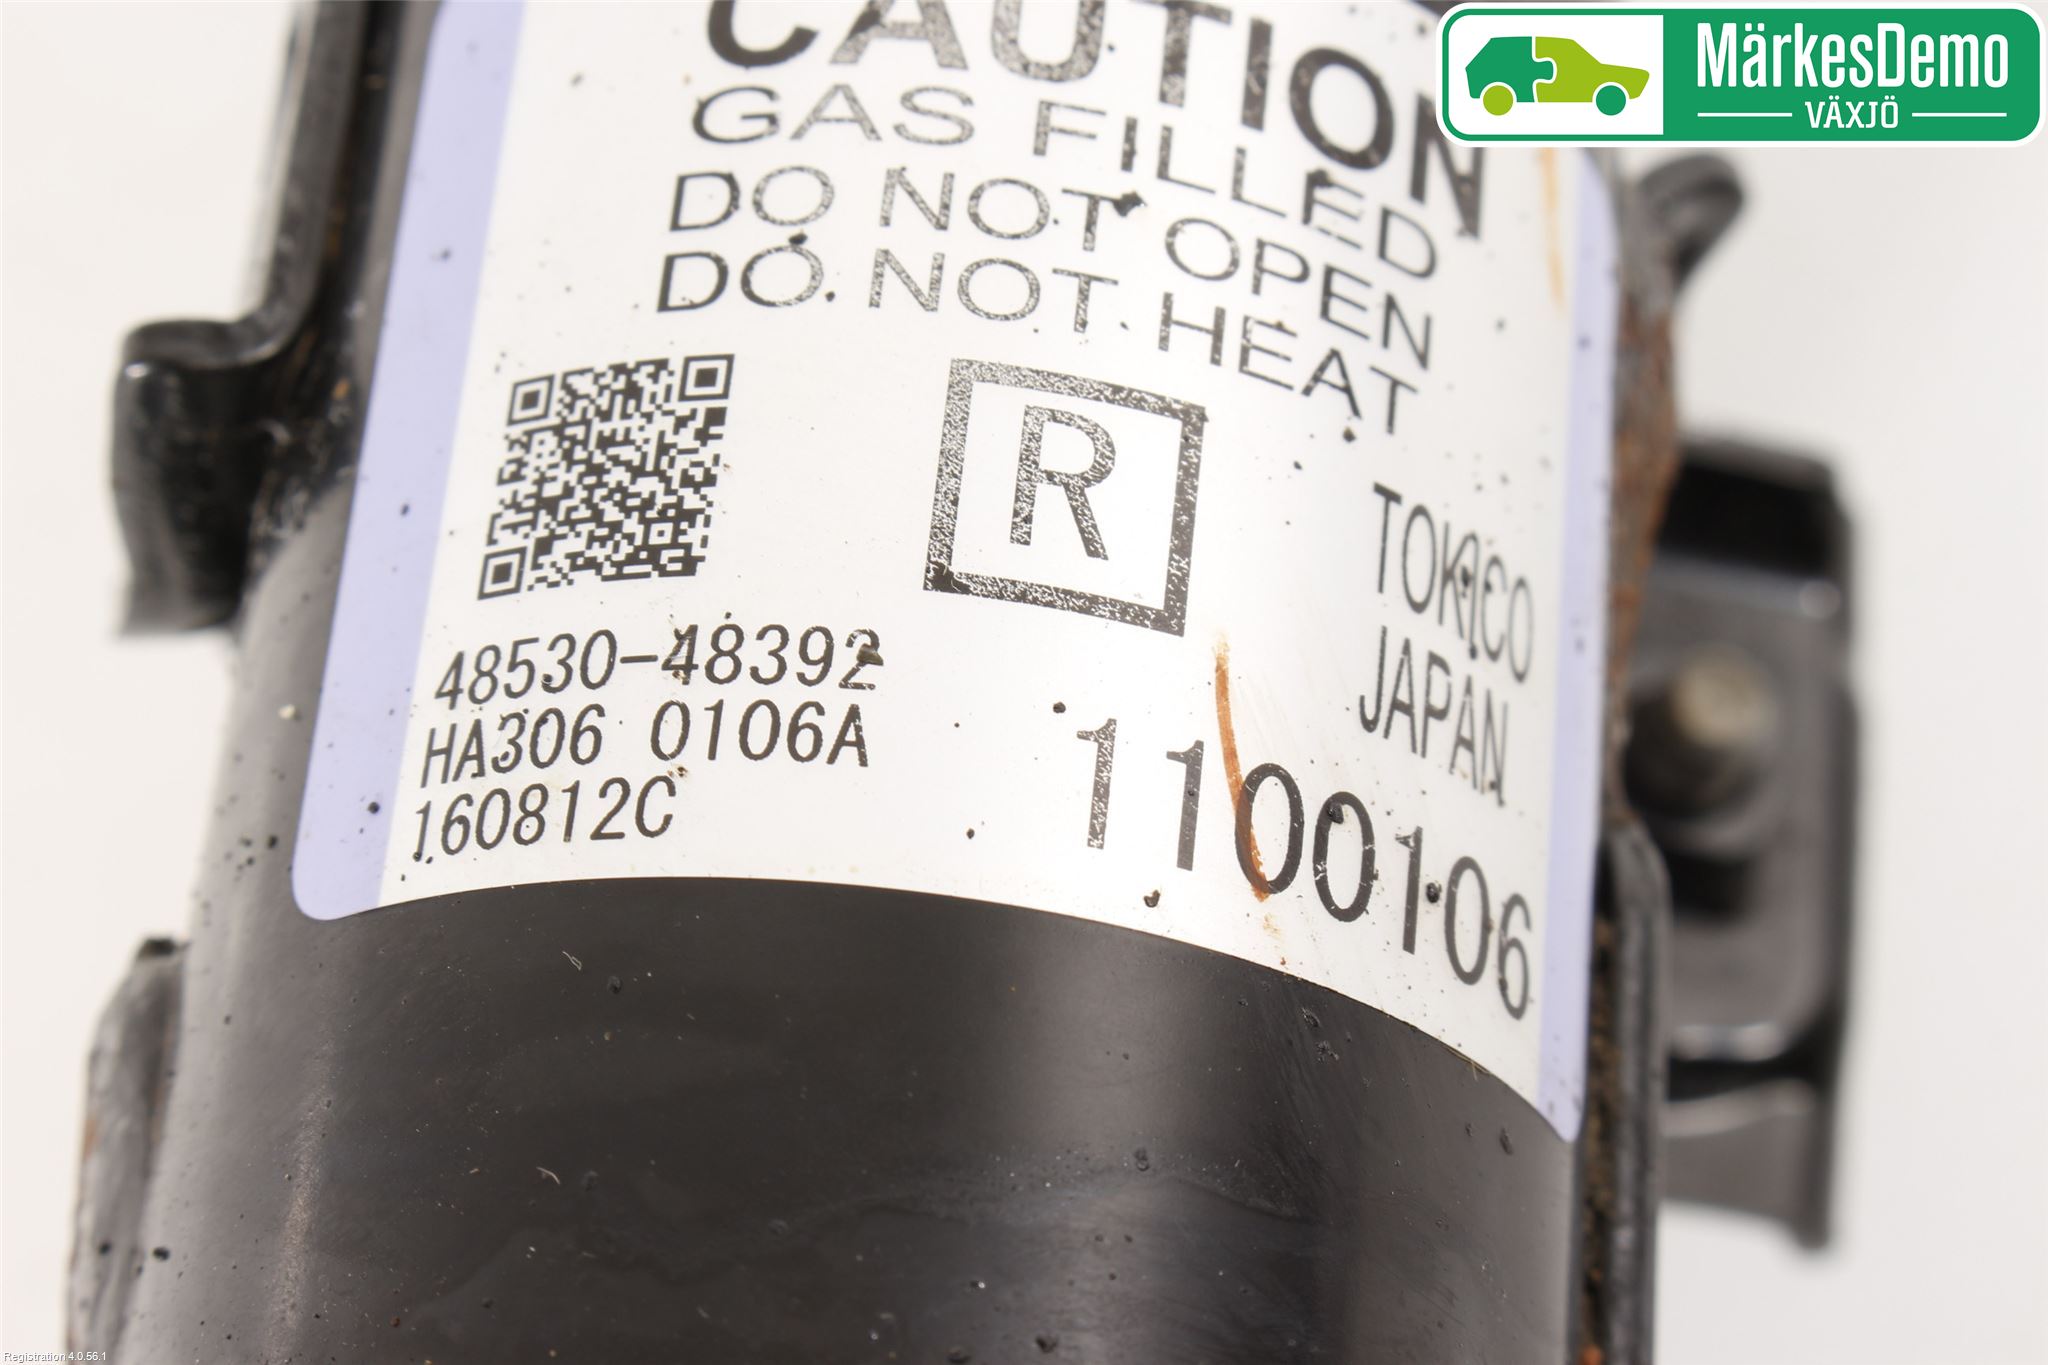 MärkesDemo
VÄXJÖ
CAUTION
GAS FILLED
DO NOT OPEN
DO NOT HEAT
R
TOKICO
JAPAN
48530-48392
HA306 0106A
160812C
1100106
Registration 4.0.56.1